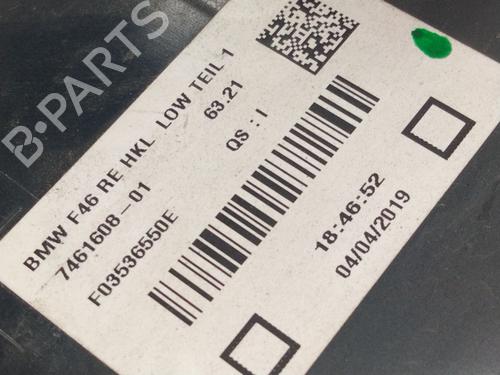 BMW F46 RE HKL LOW TEIL 1
7461608-01 63.21
F03536550E QS : I
18:46:52
04/04/2019
B-PARTS